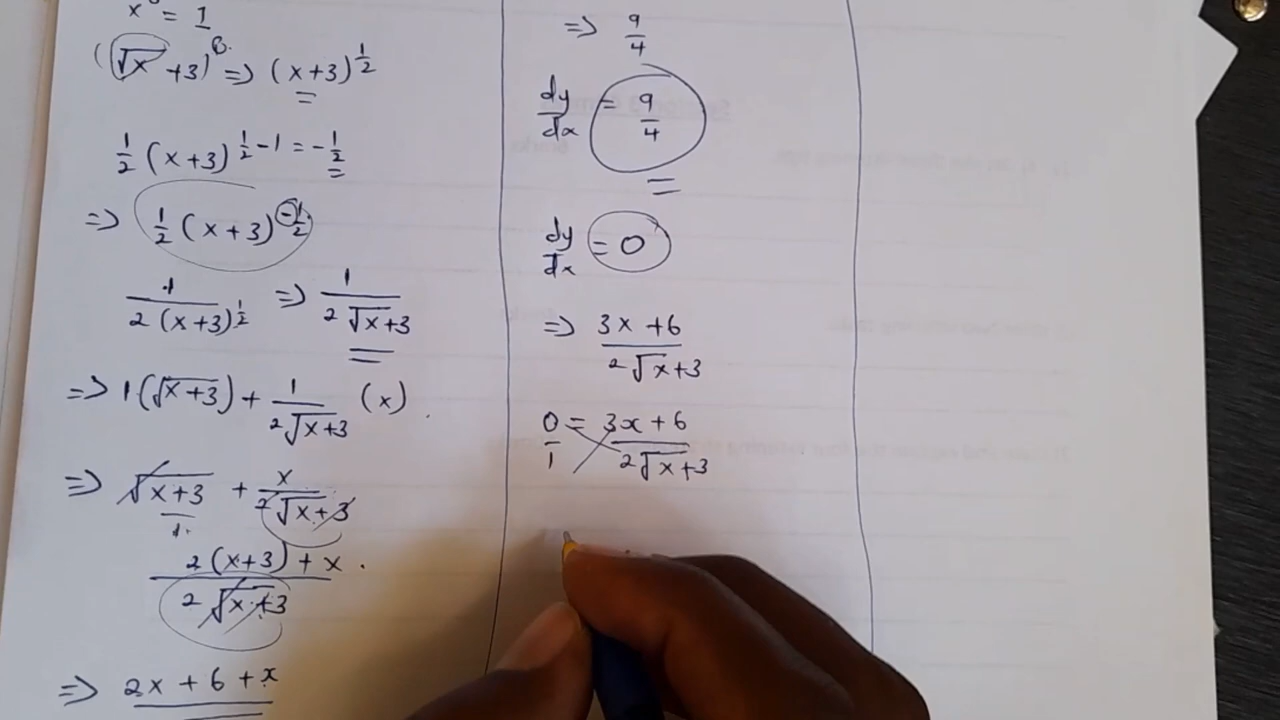 x⁰ = 1
(√x + 3)⁰ => (x+3)^½
½ (x+3)^(½ - 1 = -½)
=> ½ (x+3)^(-½)
1 / 2 (x+3)^½ => 1 / 2√x+3
=> 1(√x+3) + 1 / 2√x+3 (x).
=> √x+3 / 1. + x / 2√x+3
2(x+3) + x . / 2√x+3
=> 2x + 6 + x
=> 9/4
dy/dx = 9/4
dy/dx = 0
=> 3x + 6 / 2√x+3
0/1 = 3x + 6 / 2√x+3